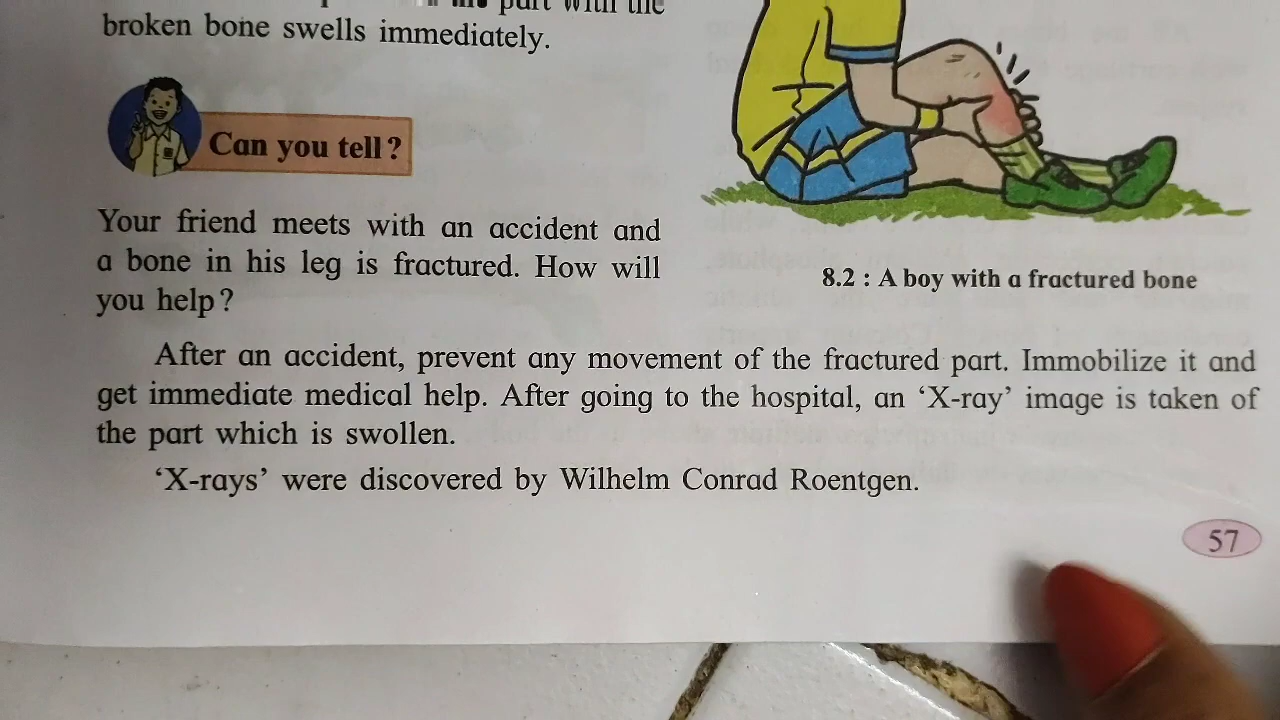 part with the
broken bone swells immediately.
Can you tell?
Your friend meets with an accident and
a bone in his leg is fractured. How will
you help?
8.2 : A boy with a fractured bone
After an accident, prevent any movement of the fractured part. Immobilize it and
get immediate medical help. After going to the hospital, an ‘X-ray’ image is taken of
the part which is swollen.
‘X-rays’ were discovered by Wilhelm Conrad Roentgen.
57